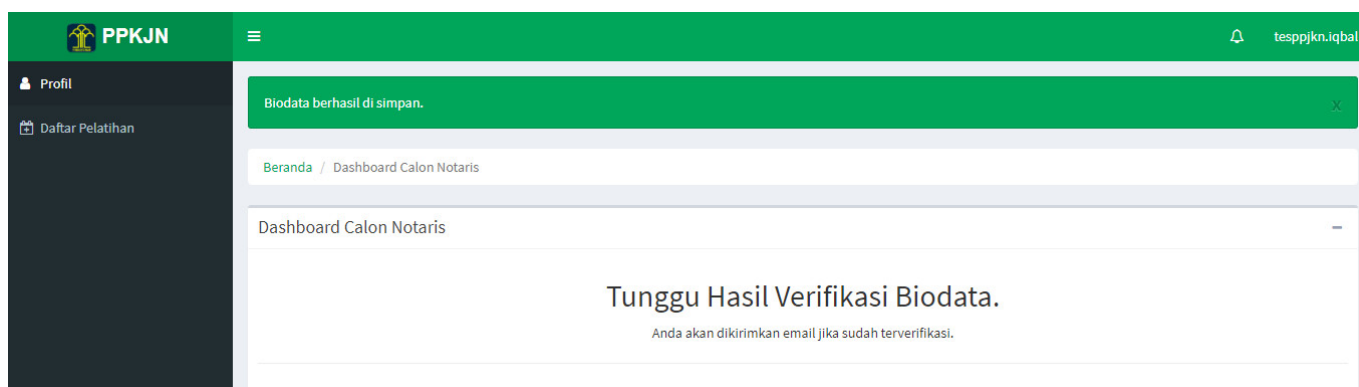 PPKJN
tesppjkn.iqbal
Profil
Daftar Pelatihan
Biodata berhasil di simpan.
x
Beranda / Dashboard Calon Notaris
Dashboard Calon Notaris
Tunggu Hasil Verifikasi Biodata.
Anda akan dikirimkan email jika sudah terverifikasi.